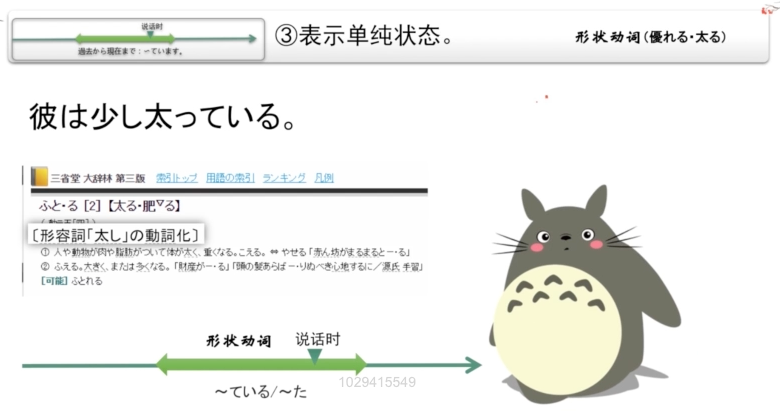 说话时
過去から現在まで：～ています。
③表示单纯状态。
形状动词（優れる・太る）
彼は少し太っている。
三省堂 大辞林 第三版 索引トップ 用語の索引 ランキング 凡例
ふと・る [2] 【太る・肥▽る】
〔形容詞「太し」の動詞化〕
① 人や動物が肉や脂肪がついて体が太く、重くなる。こえる。 ⇔ やせる 「赤ん坊がまるまると－・る」
② ふえる。大きく、または多くなる。 「財産が－・る」「頭の髪あらば－・りぬべき心地するに／源氏 手習」
[可能] ふとれる
形状动词
说话时
～ている/～た
1029415549